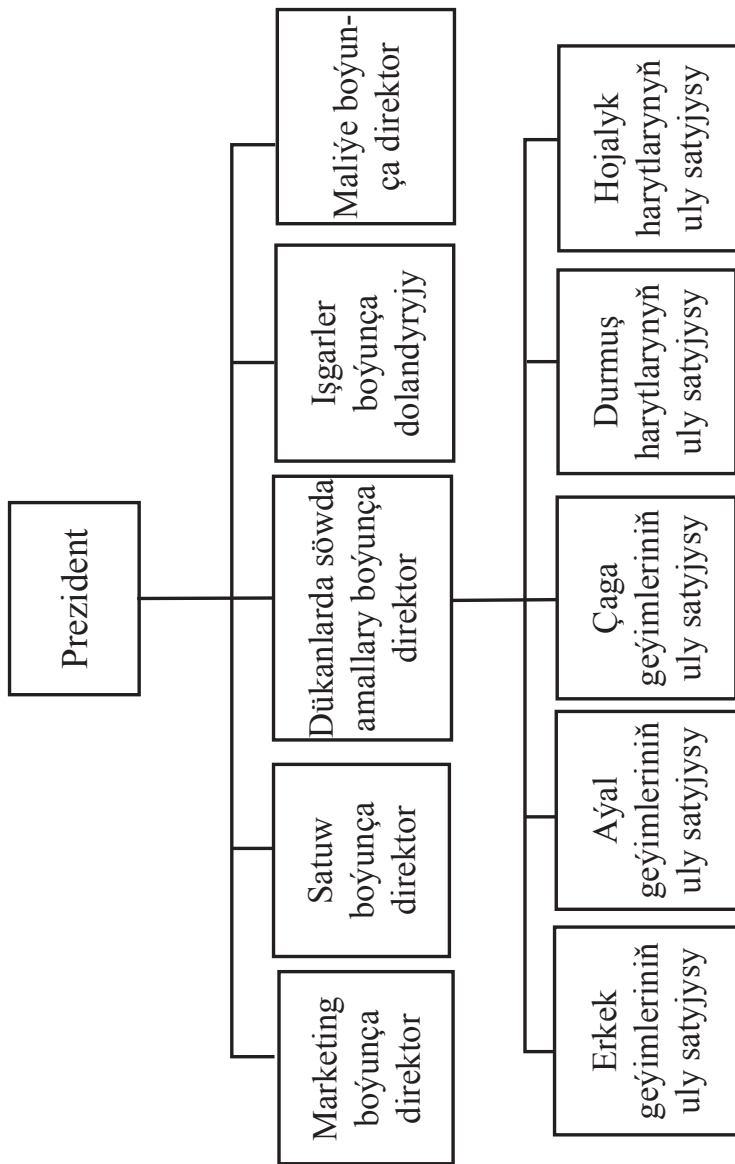 Prezident
Marketing
boýunça
direktor
Satuw
boýunça
direktor
Dükanlarda söwda
amallary boýunça
direktor
Işgarler
boýunça
dolandyryjy
Maliýe boýun-
ça direktor
Erkek
geýimleriniň
uly satyjysy
Aýal
geýimleriniň
uly satyjysy
Çaga
geýimleriniň
uly satyjysy
Durmuş
harytlarynyň
uly satyjysy
Hojalyk
harytlarynyň
uly satyjysy